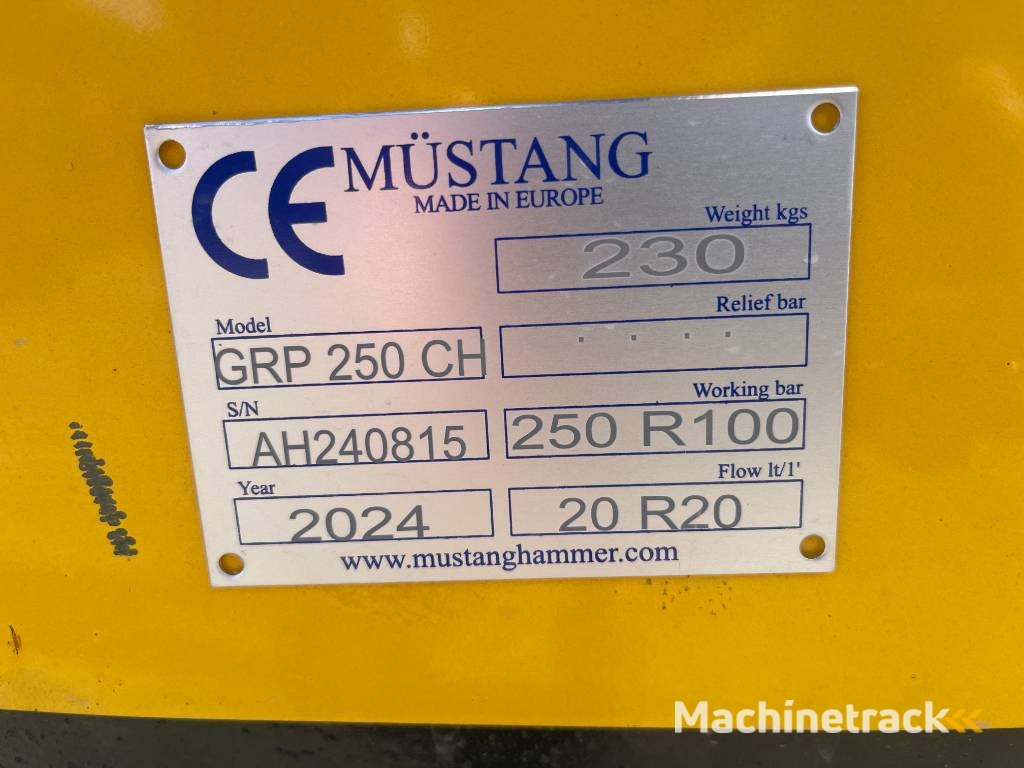 CE MÜSTANG
MADE IN EUROPE
Weight kgs
230
Relief bar
. . . .
Model
GRP 250 CH
Working bar
250 R100
S/N
AH240815
Flow lt/1'
20 R20
Year
2024
www.mustanghammer.com
Machinetrack